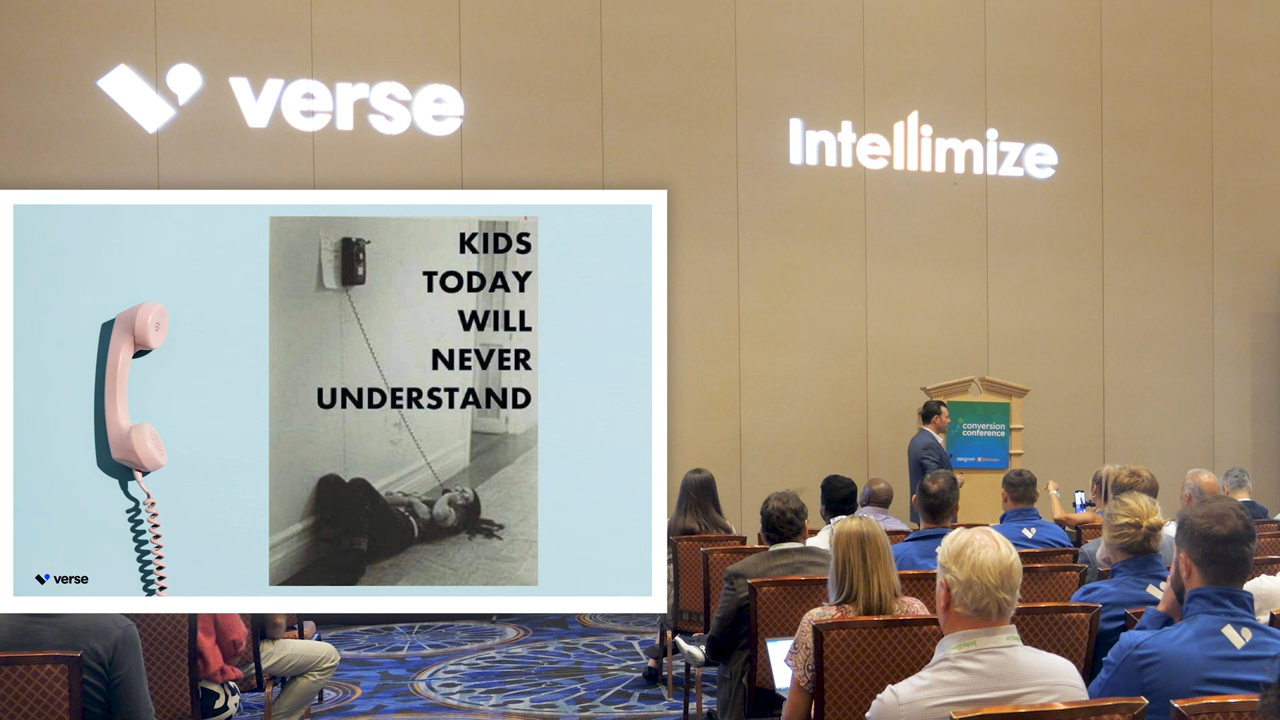 verse
Intellimize
KIDS
TODAY
WILL
NEVER
UNDERSTAND
verse
conversion
conference